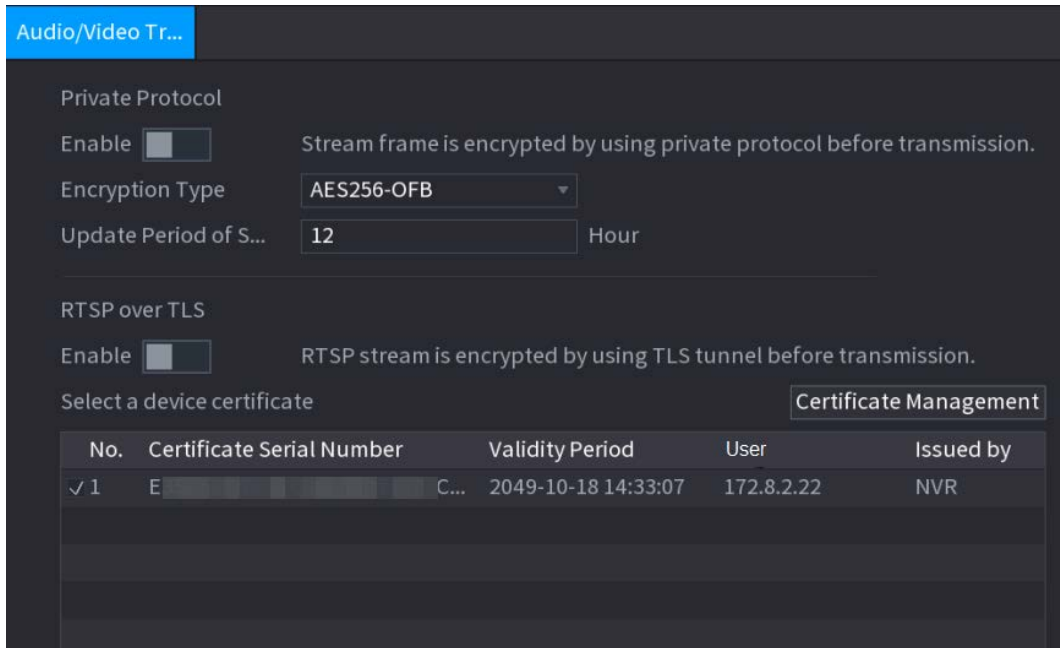 Audio/Video Tr...
Private Protocol
Enable Stream frame is encrypted by using private protocol before transmission.
Encryption Type AES256-OFB
Update Period of S... 12 Hour
RTSP over TLS
Enable RTSP stream is encrypted by using TLS tunnel before transmission.
Select a device certificate Certificate Management
No. Certificate Serial Number Validity Period User Issued by
1 E C... 2049-10-18 14:33:07 172.8.2.22 NVR